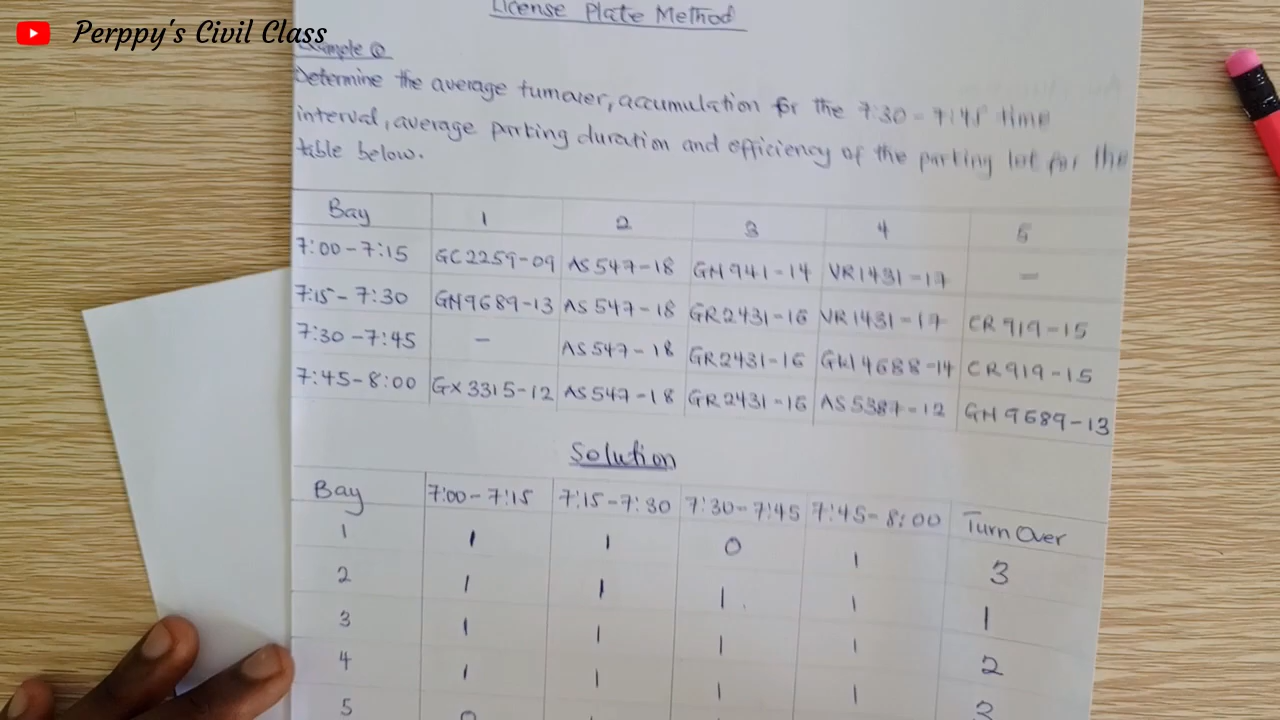 Perppy's Civil Class
License Plate Method
Example
Determine the average turnover, accumulation for the 7:30 - 7:45 time
interval, average parking duration and efficiency of the parking lot for the
table below.
Bay 1 2 3 4 5
7:00 - 7:15 GC2259-09 AS547-18 GN941-14 VR1431-17 -
7:15 - 7:30 GN9689-13 AS547-18 GR2431-16 VR1431-17 CR919-15
7:30 - 7:45 - AS547-18 GR2431-16 CR919-15
7:45-8:00 GX3315-12 AS547-18 GR2431-16 AS5387-12 GN9689-13
Solution
Bay 7:00-7:15 7:15-7:30 7:30-7:45 7:45-8:00 Turn Over
1 1 1 0 1 3
2 1 1 1 1 1
3 1 1 1 1 2
4 1 1 1 1 3
5 0